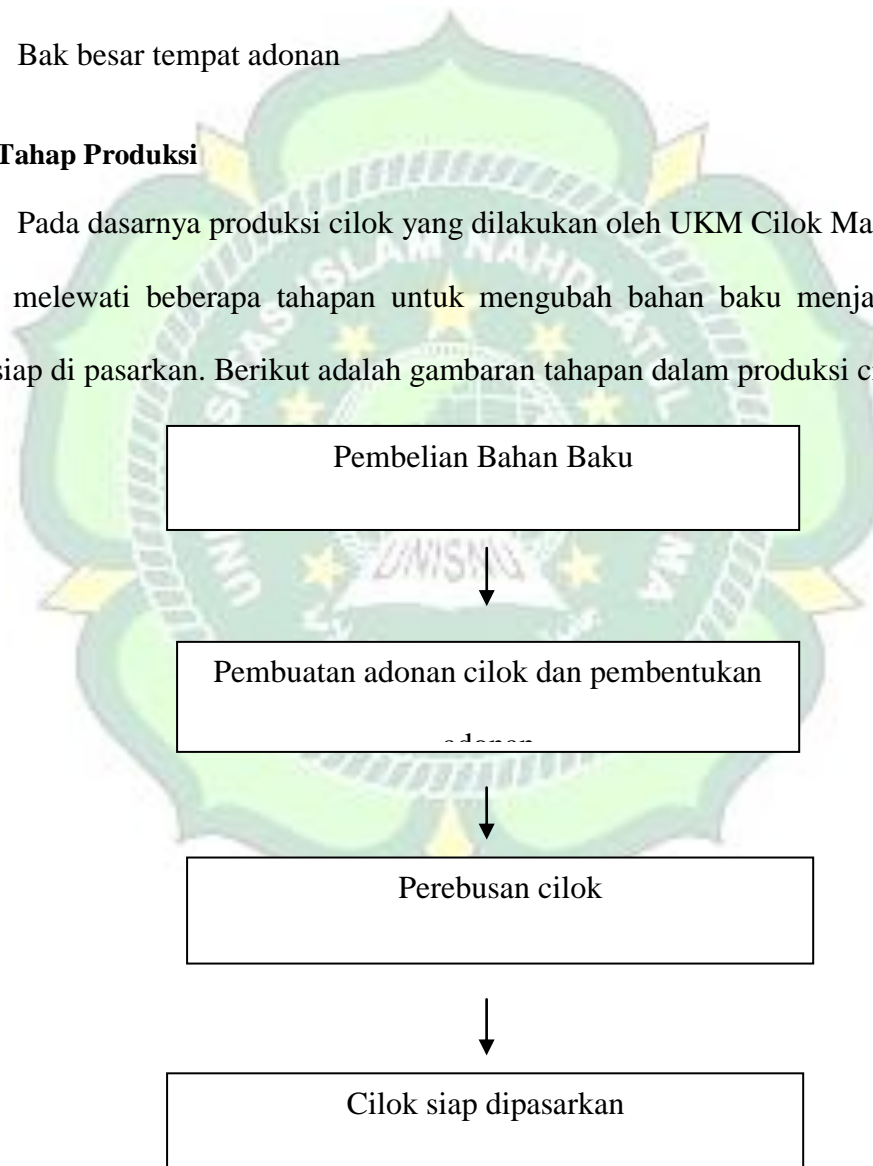 Bak besar tempat adonan
Tahap Produksi
Pada dasarnya produksi cilok yang dilakukan oleh UKM Cilok Ma
melewati beberapa tahapan untuk mengubah bahan baku menja
siap di pasarkan. Berikut adalah gambaran tahapan dalam produksi c
Pembelian Bahan Baku
UNISNU
Pembuatan adonan cilok dan pembentukan
adonan
Perebusan cilok
Cilok siap dipasarkan